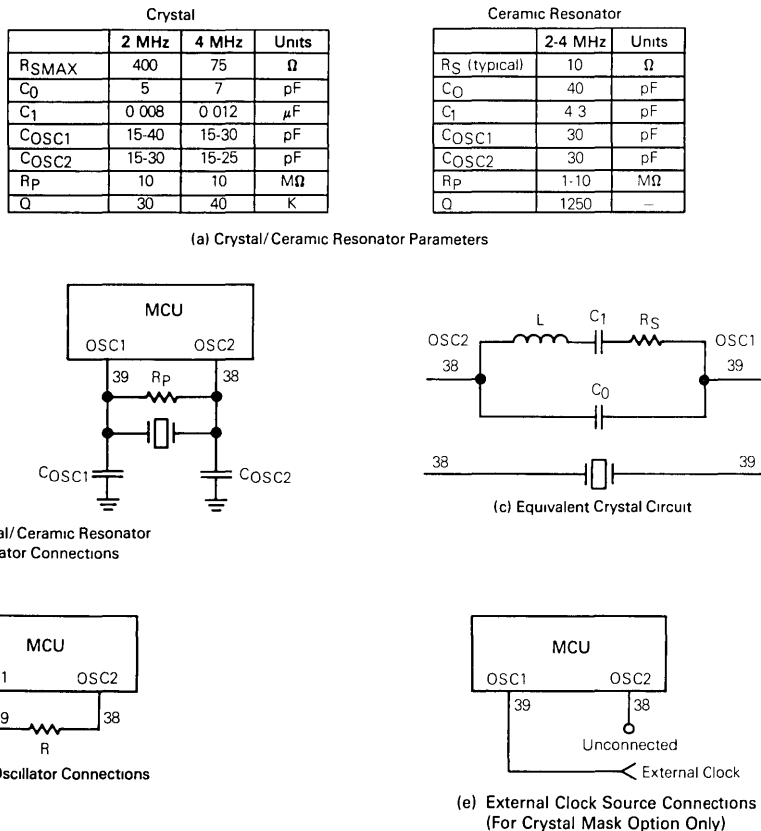 Crystal
2 MHz 4 MHz Units
RSMAX 400 75 Ω
C0 5 7 pF
C1 0 008 0 012 μF
COSC1 15-40 15-30 pF
COSC2 15-30 15-25 pF
RP 10 10 MΩ
Q 30 40 K
Ceramic Resonator
2-4 MHz Units
RS (typical) 10 Ω
CO 40 pF
C1 4 3 pF
COSC1 30 pF
COSC2 30 pF
RP 1-10 MΩ
Q 1250 —
(a) Crystal/Ceramic Resonator Parameters
MCU
OSC1 OSC2
39 RP 38
COSC1 COSC2
al/Ceramic Resonator
ator Connections
L C1 RS
OSC2 OSC1
38 39
C0
38 39
(c) Equivalent Crystal Circuit
MCU
1 OSC2
9 38
R
Oscillator Connections
MCU
OSC1 OSC2
39 38
Unconnected
External Clock
(e) External Clock Source Connections
(For Crystal Mask Option Only)